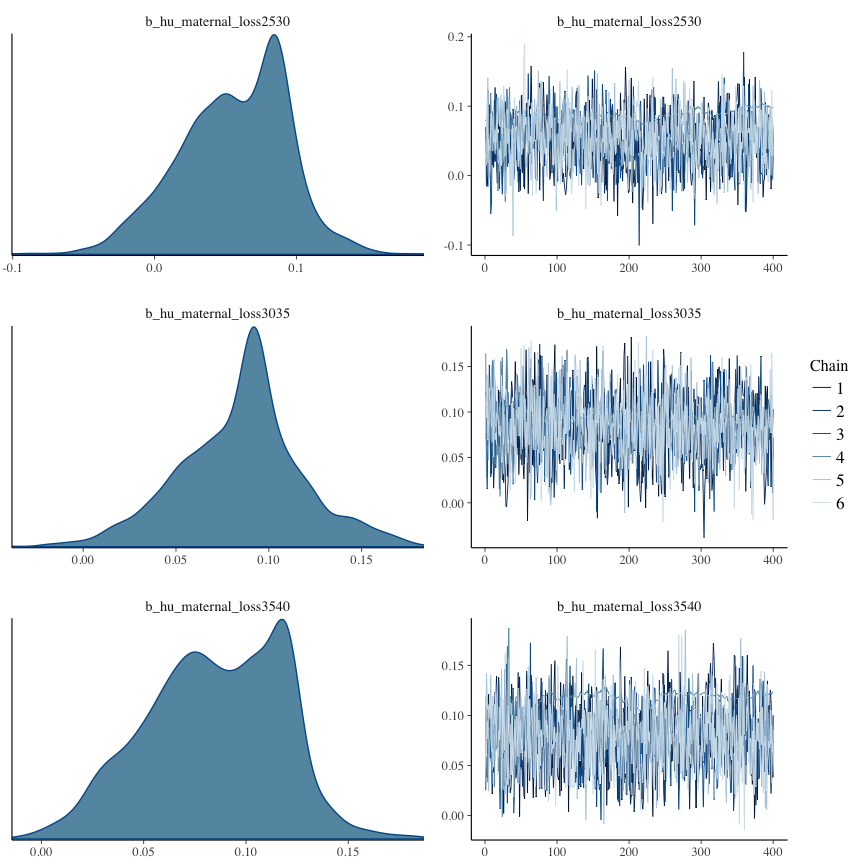 b_hu_maternal_loss2530
-0.1 0.0 0.1
b_hu_maternal_loss2530
0.2
0.1
0.0
-0.1
0 100 200 300 400
b_hu_maternal_loss3035
0.00 0.05 0.10 0.15
b_hu_maternal_loss3035
0.15
0.10
0.05
0.00
0 100 200 300 400
Chain
1
2
3
4
5
6
b_hu_maternal_loss3540
0.00 0.05 0.10 0.15
b_hu_maternal_loss3540
0.15
0.10
0.05
0.00
0 100 200 300 400